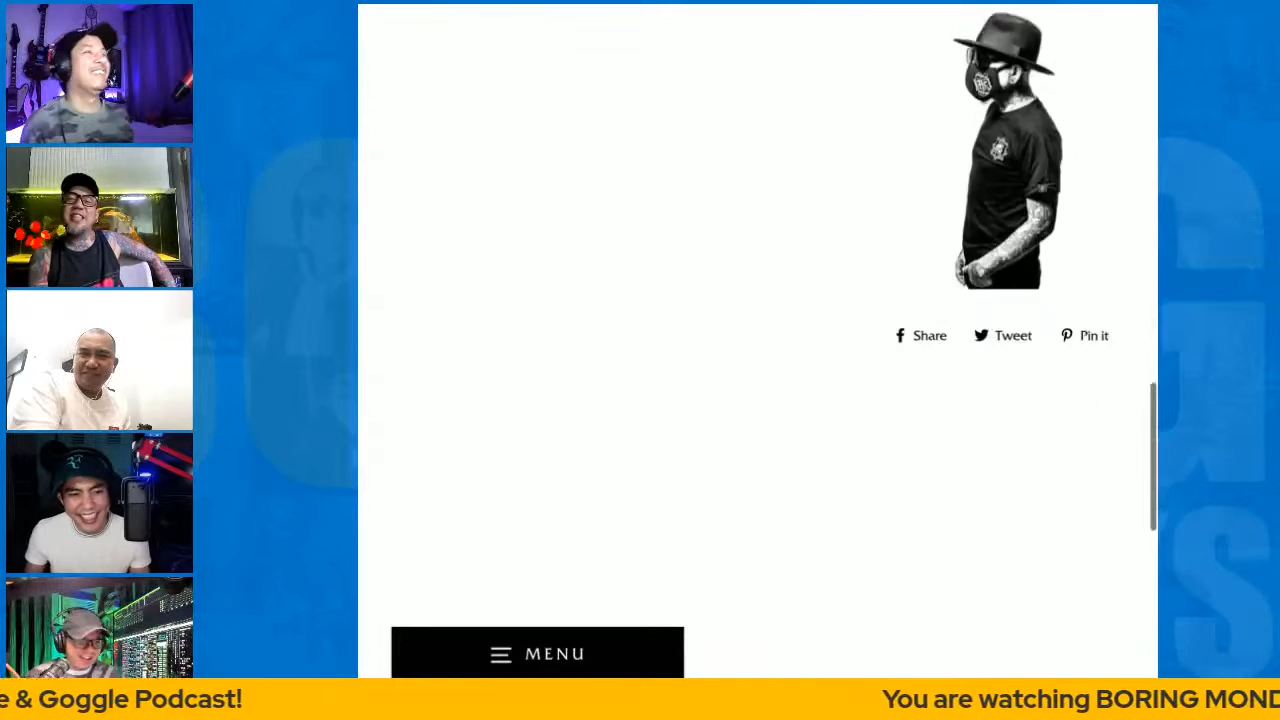 Share Tweet Pin it
MENU
e & Goggle Podcast! You are watching BORING MOND